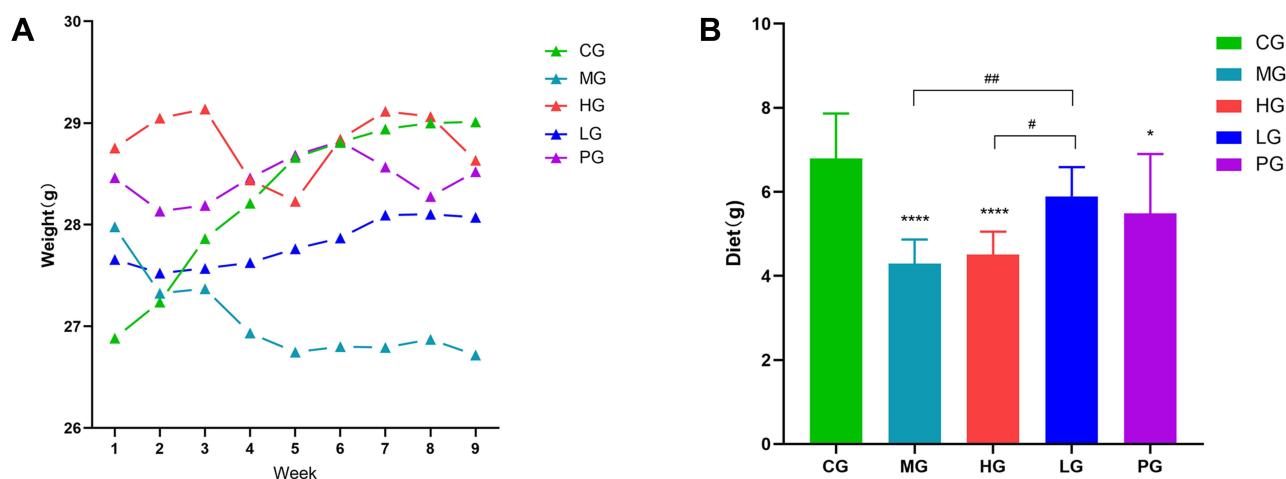 A
Weight(g)
30
29
28
27
26
1 2 3 4 5 6 7 8 9
Week
CG
MG
HG
LG
PG
B
Diet(g)
10
8
6
4
2
0
##
#
*
**** ****
CG MG HG LG PG
CG
MG
HG
LG
PG